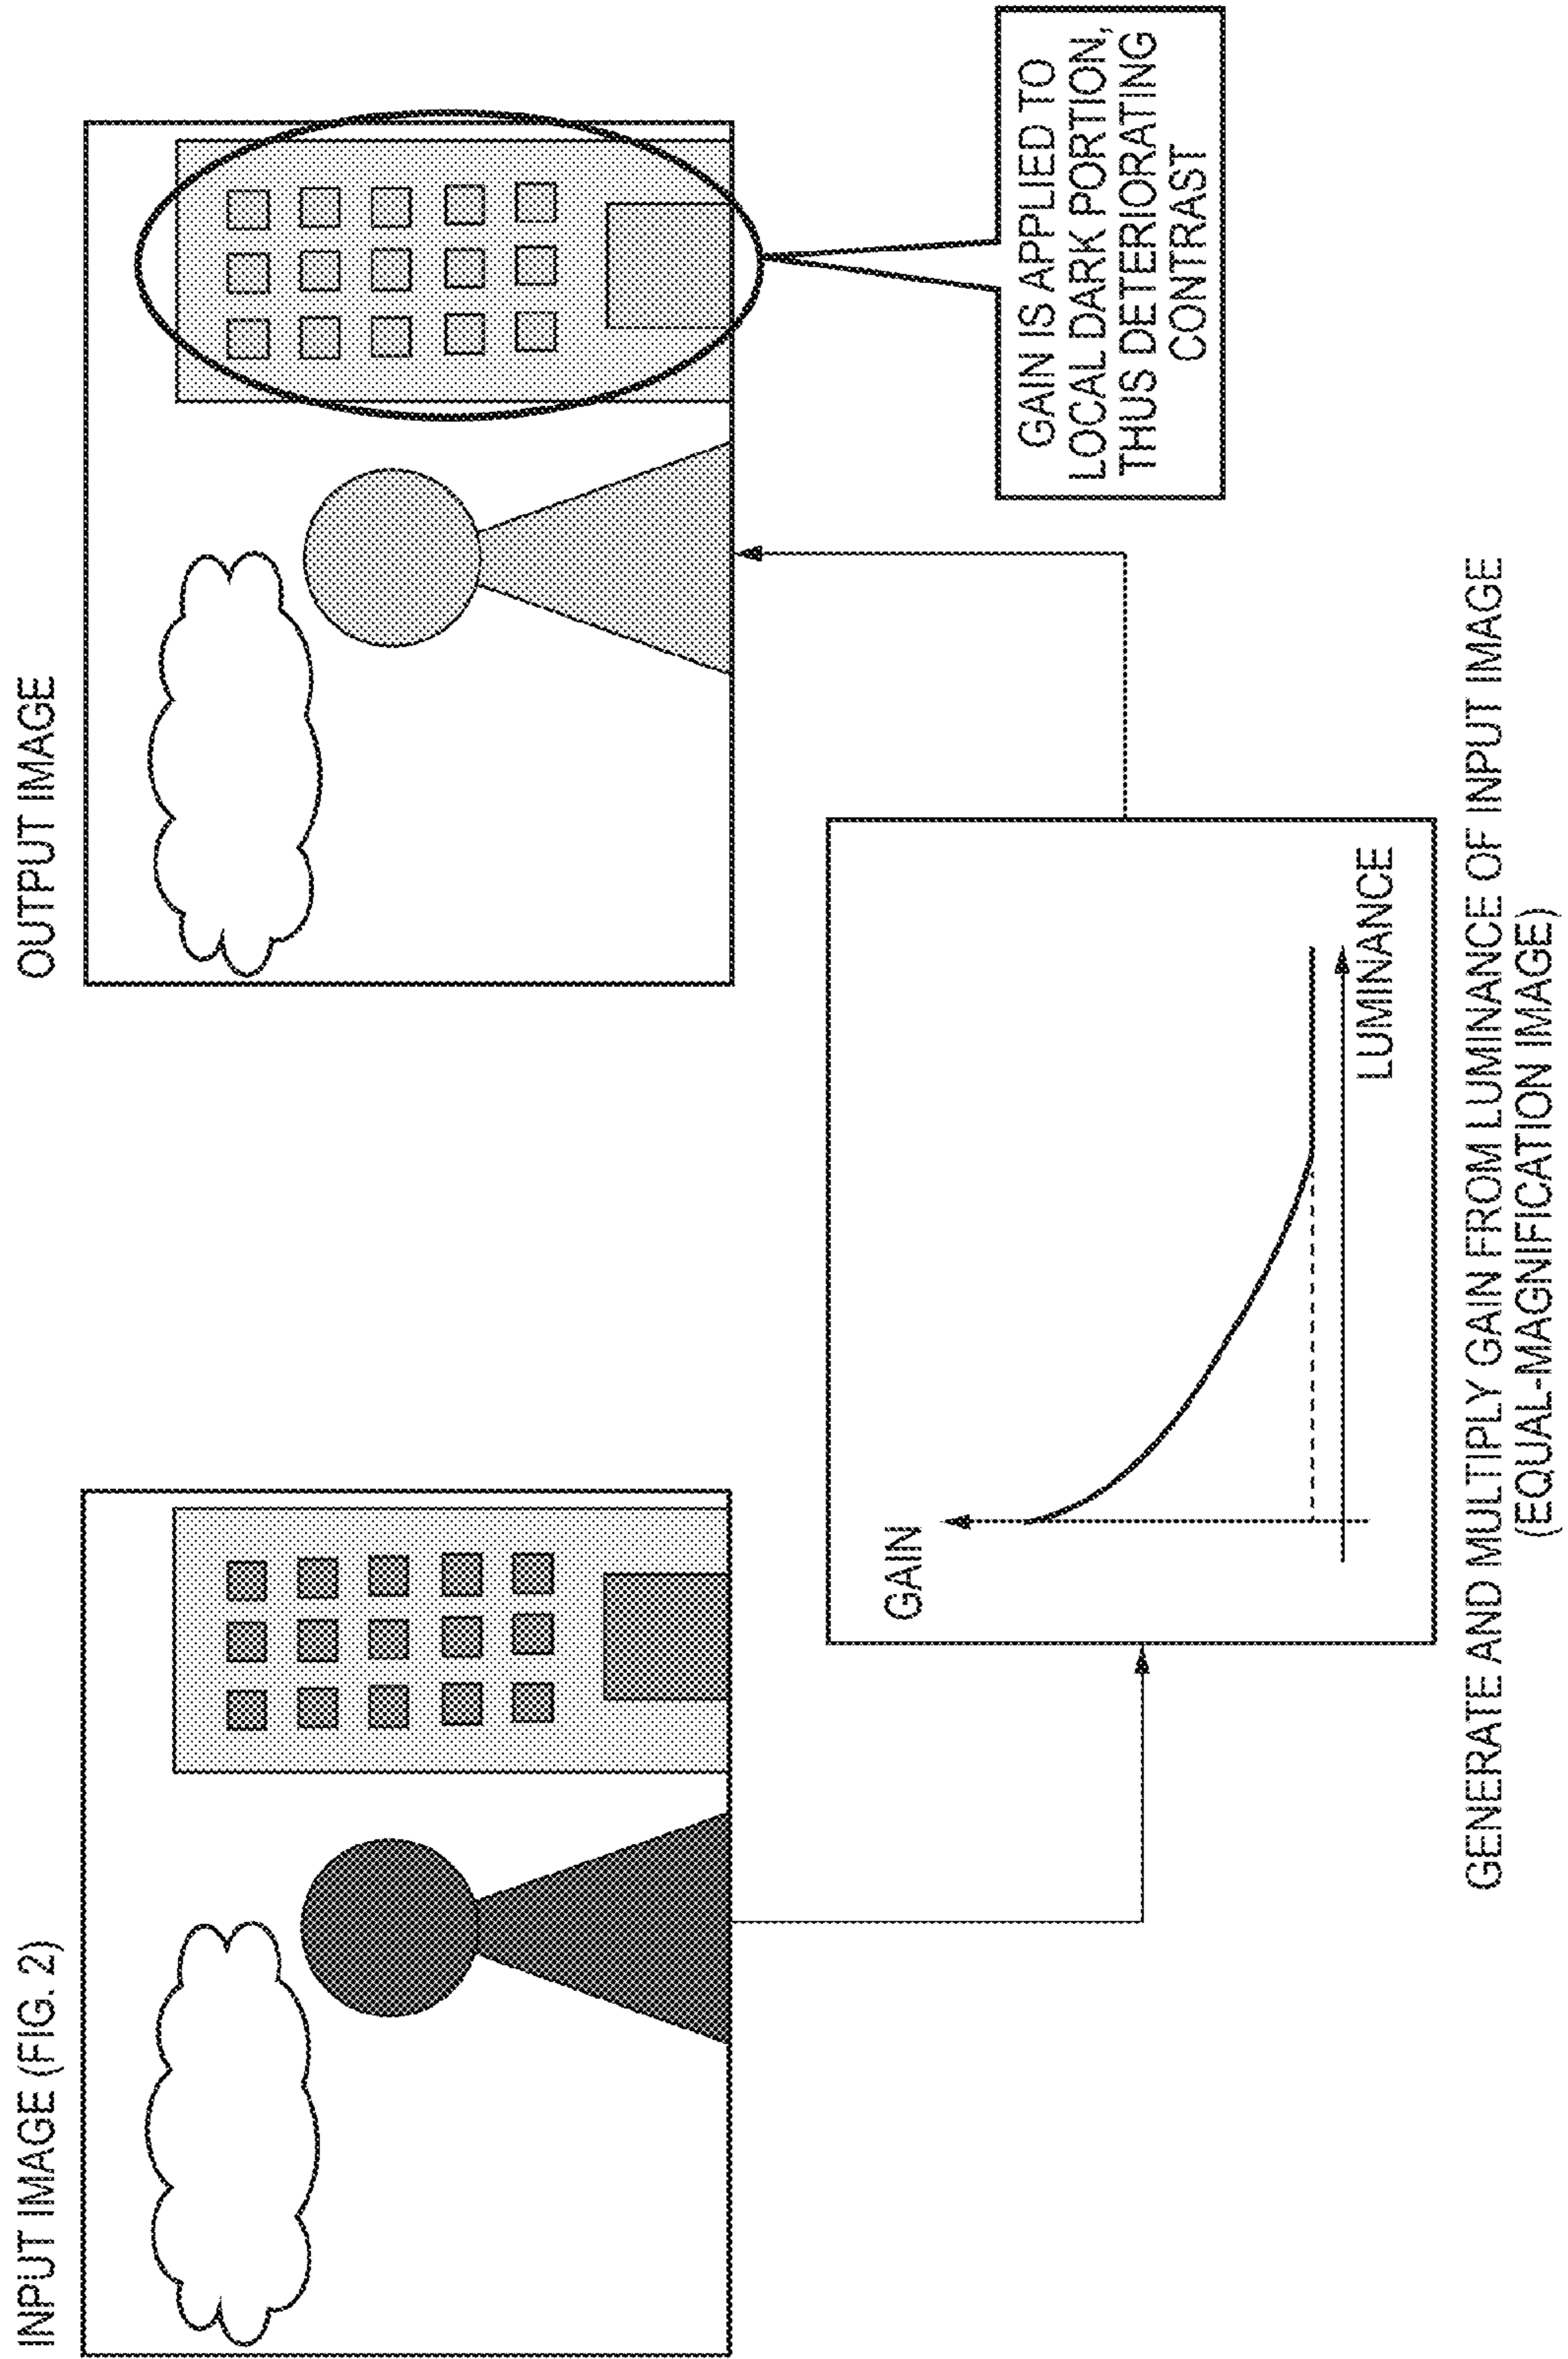 INPUT IMAGE (FIG. 2)
OUTPUT IMAGE
GAIN
LUMINANCE
GAIN IS APPLIED TO
LOCAL DARK PORTION,
THUS DETERIORATING
CONTRAST
GENERATE AND MULTIPLY GAIN FROM LUMINANCE OF INPUT IMAGE
(EQUAL-MAGNIFICATION IMAGE)